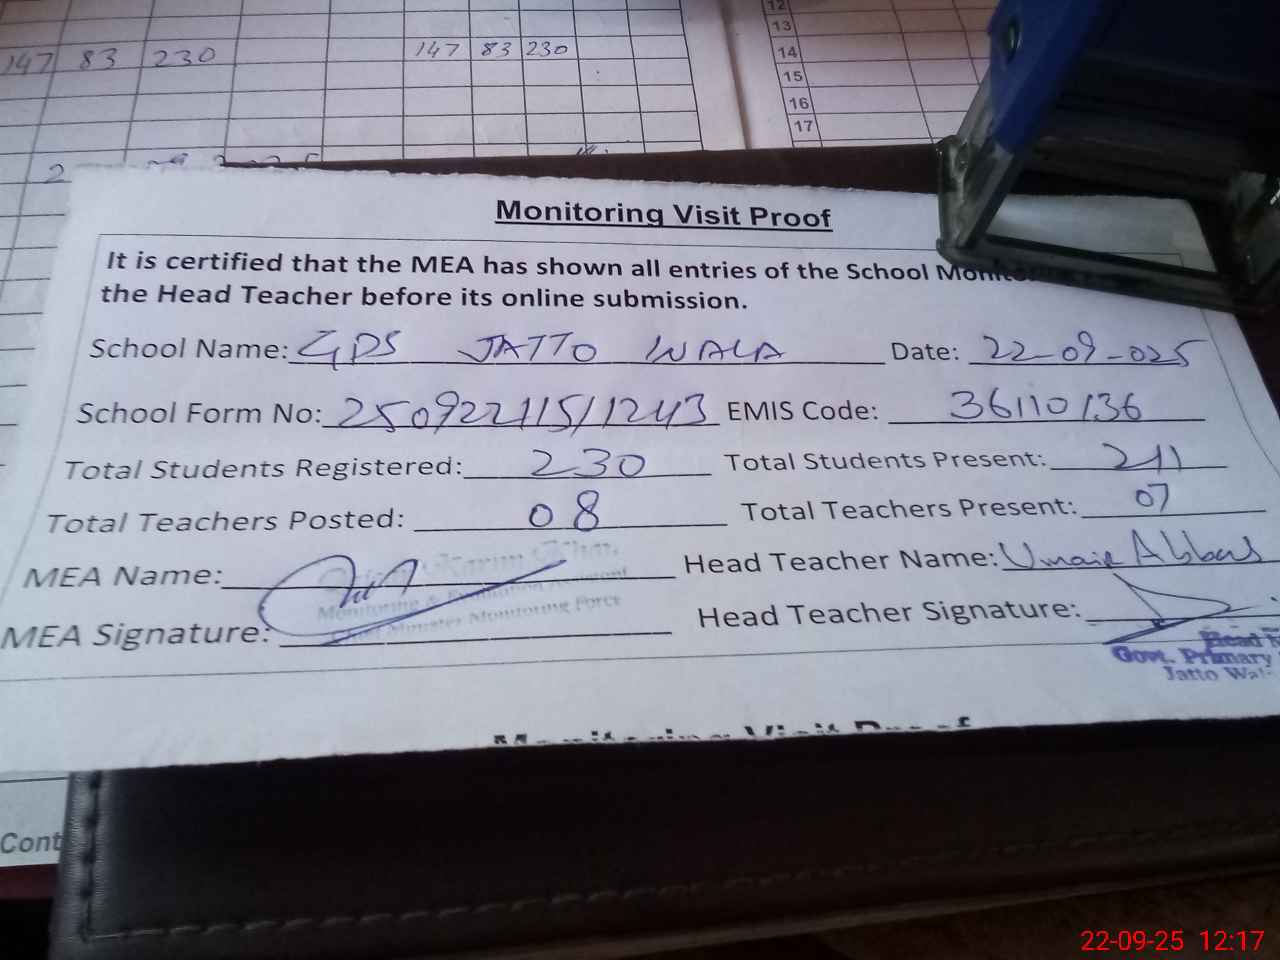 147 83 230 147 83 230
12
13
14
15
16
17
Monitoring Visit Proof
It is certified that the MEA has shown all entries of the School
the Head Teacher before its online submission.
School Name: GPS JATTO WALA Date: 22-09-025
School Form No: 250922115/1243 EMIS Code: 36110136
Total Students Registered: 230 Total Students Present: 211
Total Teachers Posted: 08 Total Teachers Present: 07
MEA Name: Karim Head Teacher Name: Umair Abbas
Monitoring & Evaluation Assistant
Chief Minister Monitoring Force
MEA Signature: Head Teacher Signature:
Head
Govt. Primary
Jatto
Monitoring Visit Proof
Cont
22-09-25 12:17